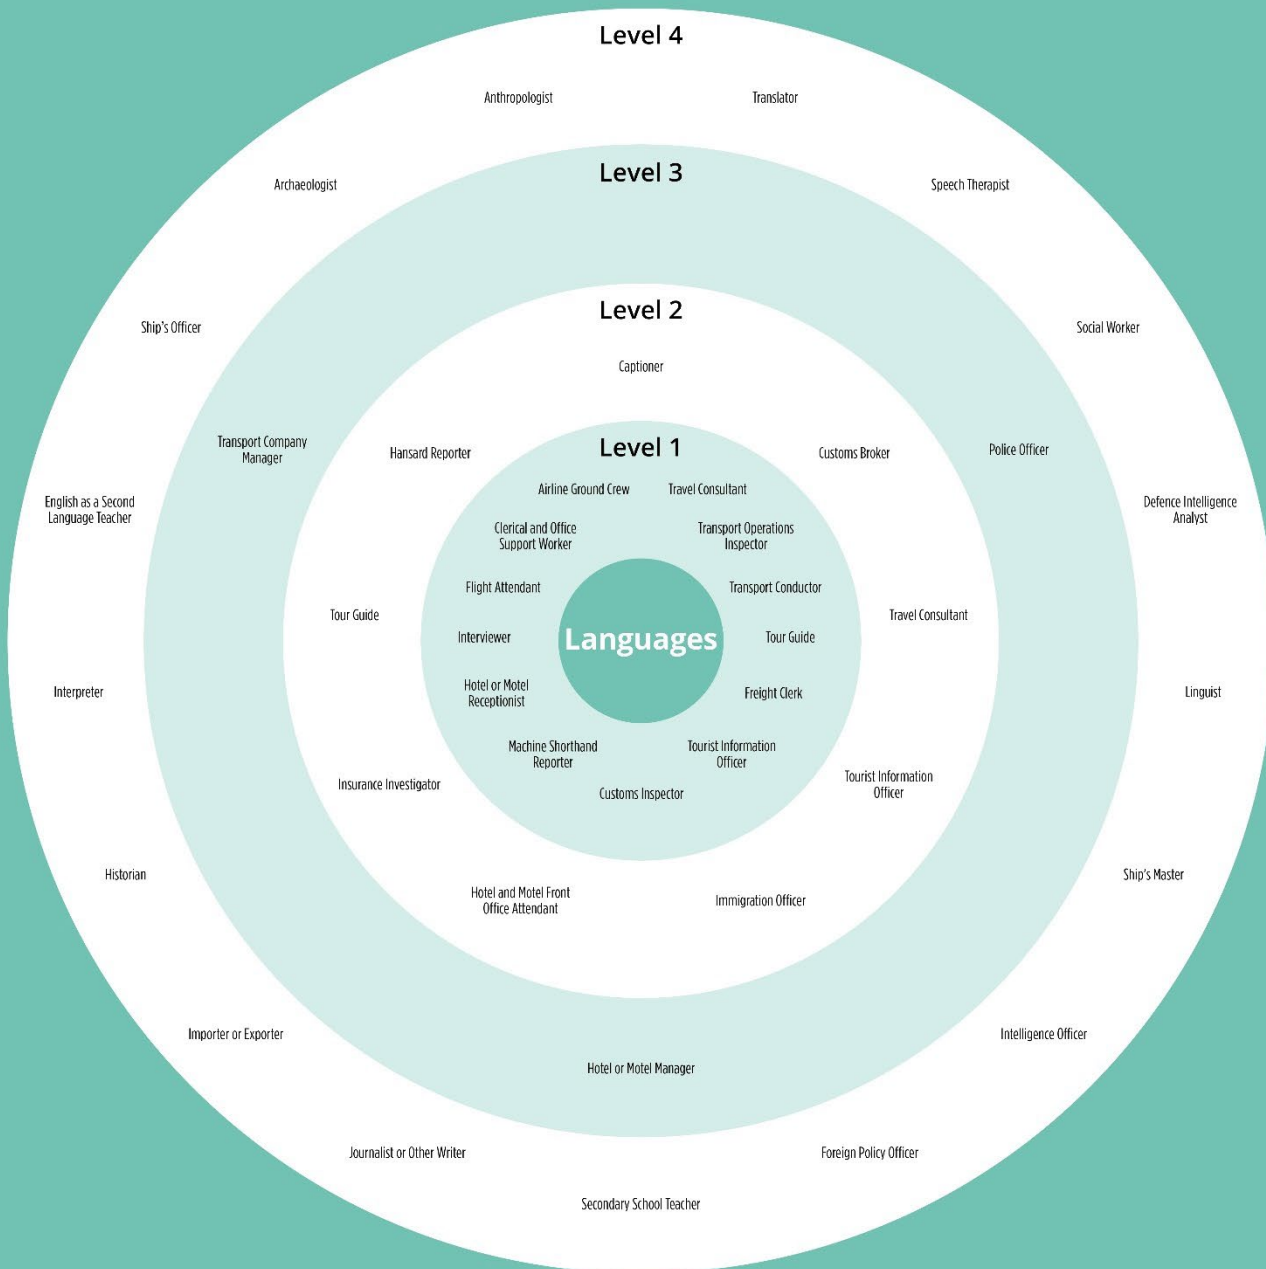 Level 4
Anthropologist
Translator
Archaeologist
Speech Therapist
Ship's Officer
Social Worker
English as a Second
Language Teacher
Defence Intelligence
Analyst
Interpreter
Linguist
Historian
Ship's Master
Importer or Exporter
Intelligence Officer
Journalist or Other Writer
Foreign Policy Officer
Secondary School Teacher
Level 3
Transport Company
Manager
Police Officer
Hotel or Motel Manager
Level 2
Captioner
Hansard Reporter
Customs Broker
Tour Guide
Travel Consultant
Insurance Investigator
Tourist Information
Officer
Hotel and Motel Front
Office Attendant
Immigration Officer
Level 1
Airline Ground Crew
Travel Consultant
Clerical and Office
Support Worker
Transport Operations
Inspector
Flight Attendant
Transport Conductor
Interviewer
Tour Guide
Hotel or Motel
Receptionist
Freight Clerk
Machine Shorthand
Reporter
Tourist Information
Officer
Customs Inspector
Languages